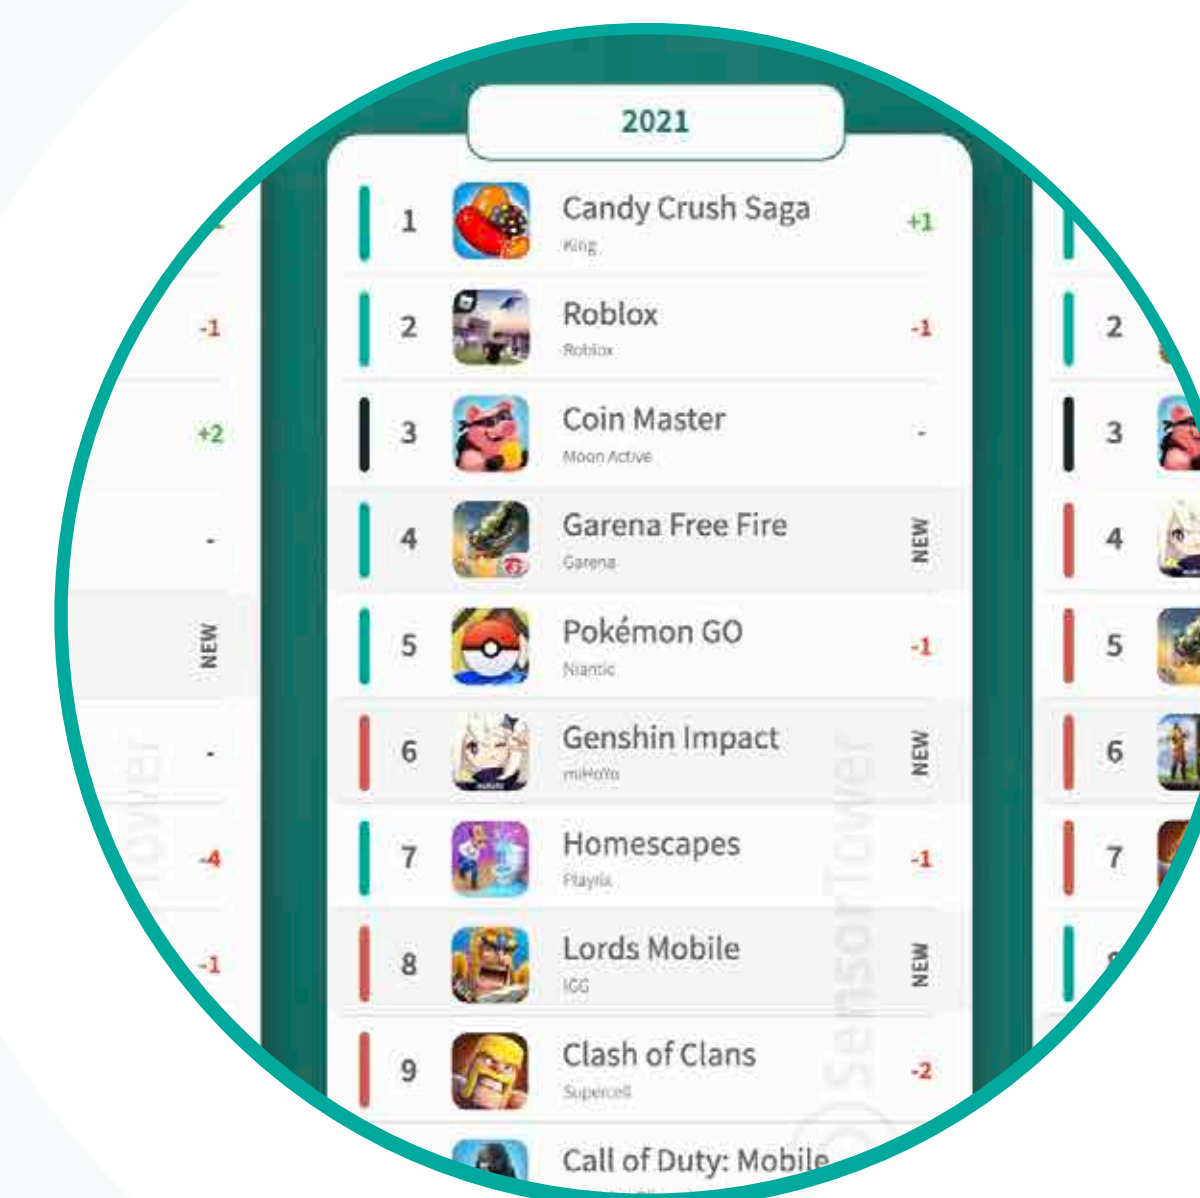 2021
-1
+2
-
NEW
-
-4
-1
1
Candy Crush Saga
King
+1
2
Roblox
Roblox
-1
3
Coin Master
Moon Active
-
4
Garena Free Fire
Garena
NEW
5
Pokémon GO
Niantic
-1
6
Genshin Impact
miHoYo
NEW
7
Homescapes
Playrix
-1
8
Lords Mobile
IGG
NEW
9
Clash of Clans
Supercell
-2
Call of Duty: Mobile
SensorTower
2
3
4
5
6
7